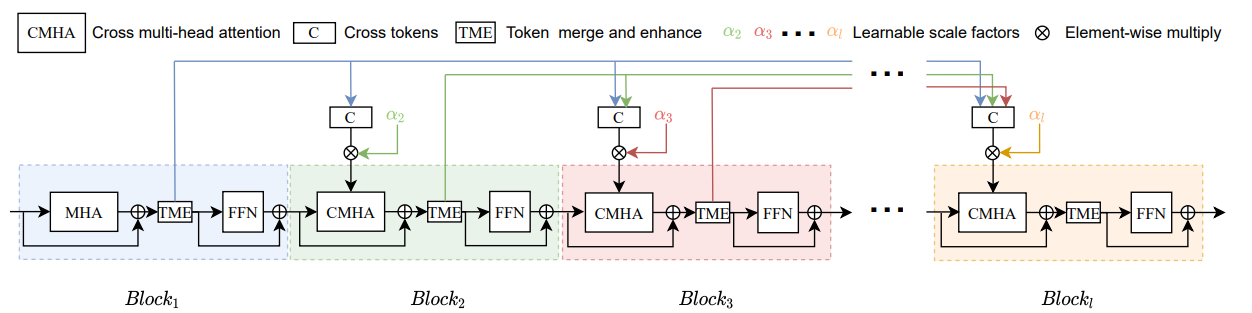 CMHA Cross multi-head attention C Cross tokens TME Token merge and enhance α₂ α₃ ••• αₗ Learnable scale factors ⊗ Element-wise multiply
•••
C α₂ C α₃ C αₗ
MHA TME FFN CMHA TME FFN CMHA TME FFN ••• CMHA TME FFN
Block₁ Block₂ Block₃ Blockₗ